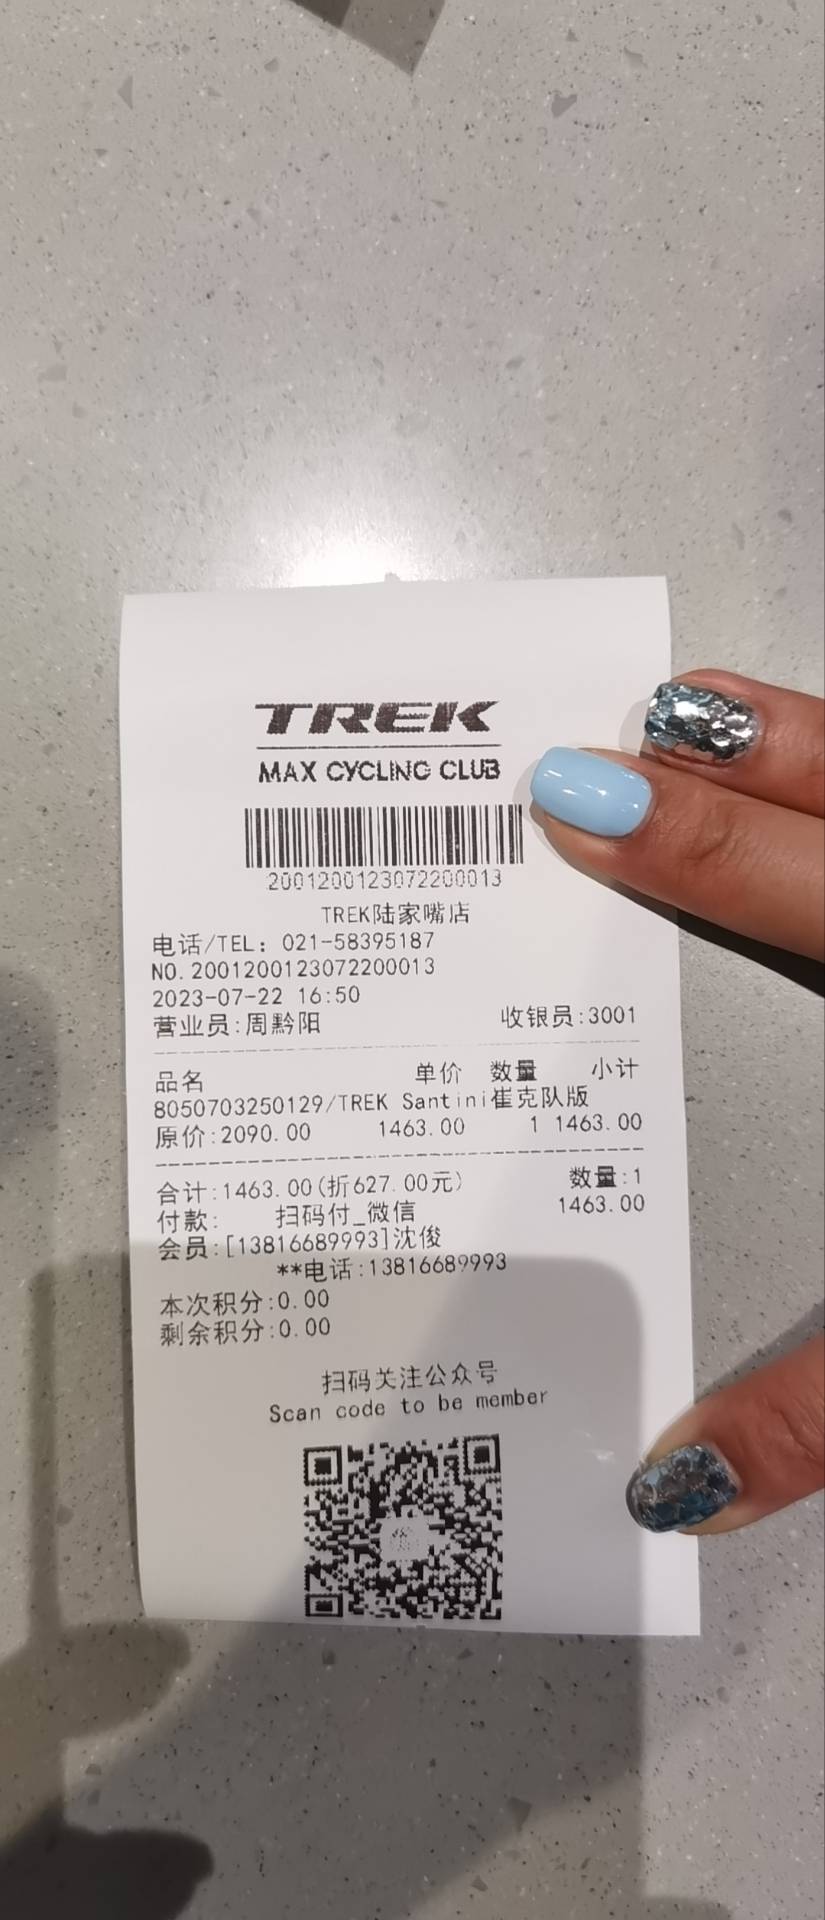 TREK
MAX CYCLING CLUB
2001200123072200013
TREK陆家嘴店
电话/TEL: 021-58395187
NO.2001200123072200013
2023-07-22 16:50
营业员:周黔阳 收银员:3001
品名 单价 数量 小计
8050703250129/TREK Santini崔克队版
原价:2090.00 1463.00 1 1463.00
合计:1463.00(折627.00元) 数量:1
付款: 扫码付_微信 1463.00
会员:[13816689993]沈俊
**电话:13816689993
本次积分:0.00
剩余积分:0.00
扫码关注公众号
Scan code to be member